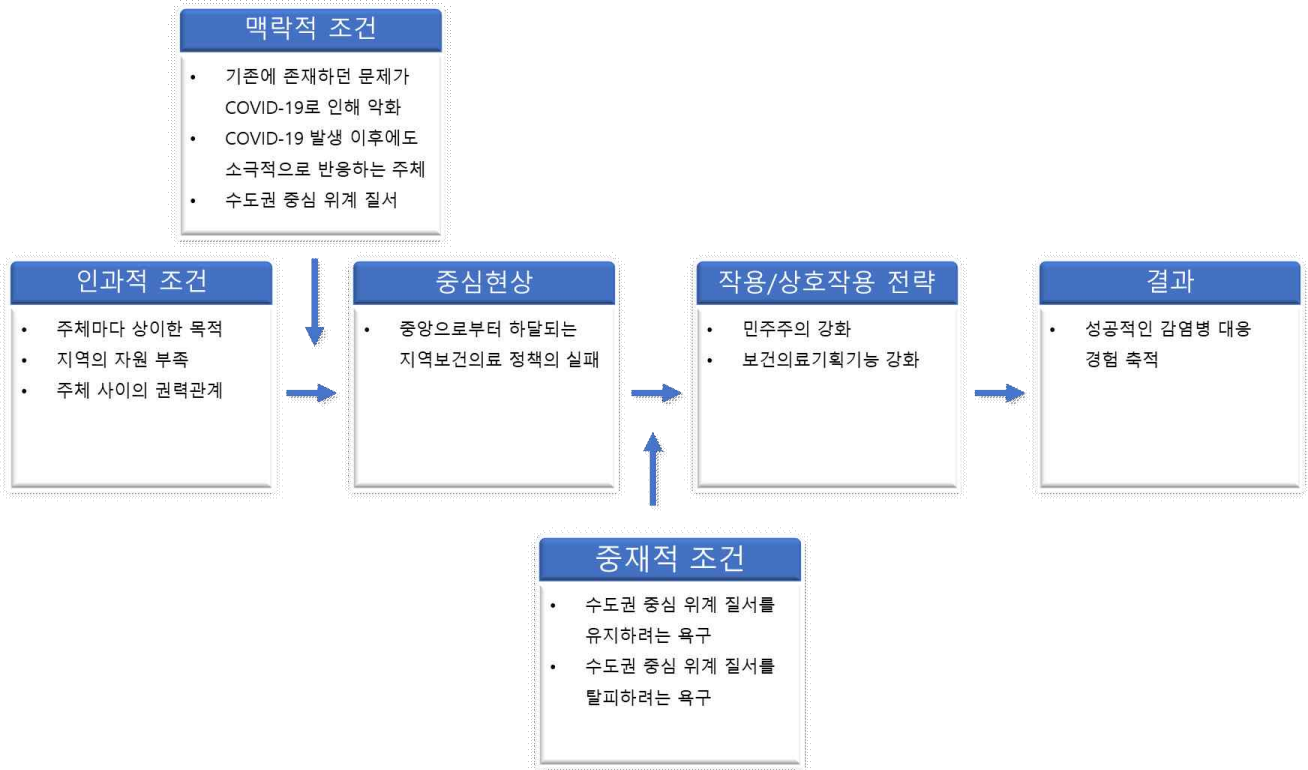 맥락적 조건
• 기존에 존재하던 문제가
COVID-19로 인해 악화
• COVID-19 발생 이후에도
소극적으로 반응하는 주체
• 수도권 중심 위계 질서
인과적 조건
• 주체마다 상이한 목적
• 지역의 자원 부족
• 주체 사이의 권력관계
중심현상
• 중앙으로부터 하달되는
지역보건의료 정책의 실패
작용/상호작용 전략
• 민주주의 강화
• 보건의료기획기능 강화
결과
• 성공적인 감염병 대응
경험 축적
중재적 조건
• 수도권 중심 위계 질서를
유지하려는 욕구
• 수도권 중심 위계 질서를
탈피하려는 욕구